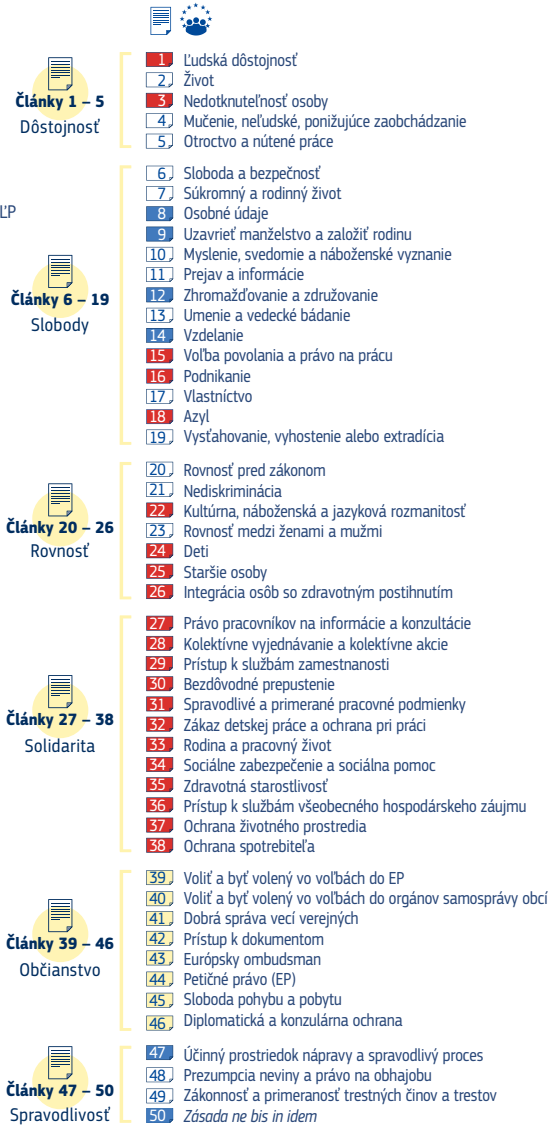 Články 1 – 5
Dôstojnosť
1 Ľudská dôstojnosť
2 Život
3 Nedotknuteľnosť osoby
4 Mučenie, neľudské, ponižujúce zaobchádzanie
5 Otroctvo a nútené práce
ĽP
Články 6 – 19
Slobody
6 Sloboda a bezpečnosť
7 Súkromný a rodinný život
8 Osobné údaje
9 Uzavrieť manželstvo a založiť rodinu
10 Myslenie, svedomie a náboženské vyznanie
11 Prejav a informácie
12 Zhromažďovanie a združovanie
13 Umenie a vedecké bádanie
14 Vzdelanie
15 Voľba povolania a právo na prácu
16 Podnikanie
17 Vlastníctvo
18 Azyl
19 Vysťahovanie, vyhostenie alebo extradícia
Články 20 – 26
Rovnosť
20 Rovnosť pred zákonom
21 Nediskriminácia
22 Kultúrna, náboženská a jazyková rozmanitosť
23 Rovnosť medzi ženami a mužmi
24 Deti
25 Staršie osoby
26 Integrácia osôb so zdravotným postihnutím
Články 27 – 38
Solidarita
27 Právo pracovníkov na informácie a konzultácie
28 Kolektívne vyjednávanie a kolektívne akcie
29 Prístup k službám zamestnanosti
30 Bezdôvodné prepustenie
31 Spravodlivé a primerané pracovné podmienky
32 Zákaz detskej práce a ochrana pri práci
33 Rodina a pracovný život
34 Sociálne zabezpečenie a sociálna pomoc
35 Zdravotná starostlivosť
36 Prístup k službám všeobecného hospodárskeho záujmu
37 Ochrana životného prostredia
38 Ochrana spotrebiteľa
Články 39 – 46
Občianstvo
39 Voliť a byť volený vo voľbách do EP
40 Voliť a byť volený vo voľbách do orgánov samosprávy obcí
41 Dobrá správa vecí verejných
42 Prístup k dokumentom
43 Európsky ombudsman
44 Petičné právo (EP)
45 Sloboda pohybu a pobytu
46 Diplomatická a konzulárna ochrana
Články 47 – 50
Spravodlivosť
47 Účinný prostriedok nápravy a spravodlivý proces
48 Prezumpcia neviny a právo na obhajobu
49 Zákonnosť a primeranosť trestných činov a trestov
50 Zásada ne bis in idem